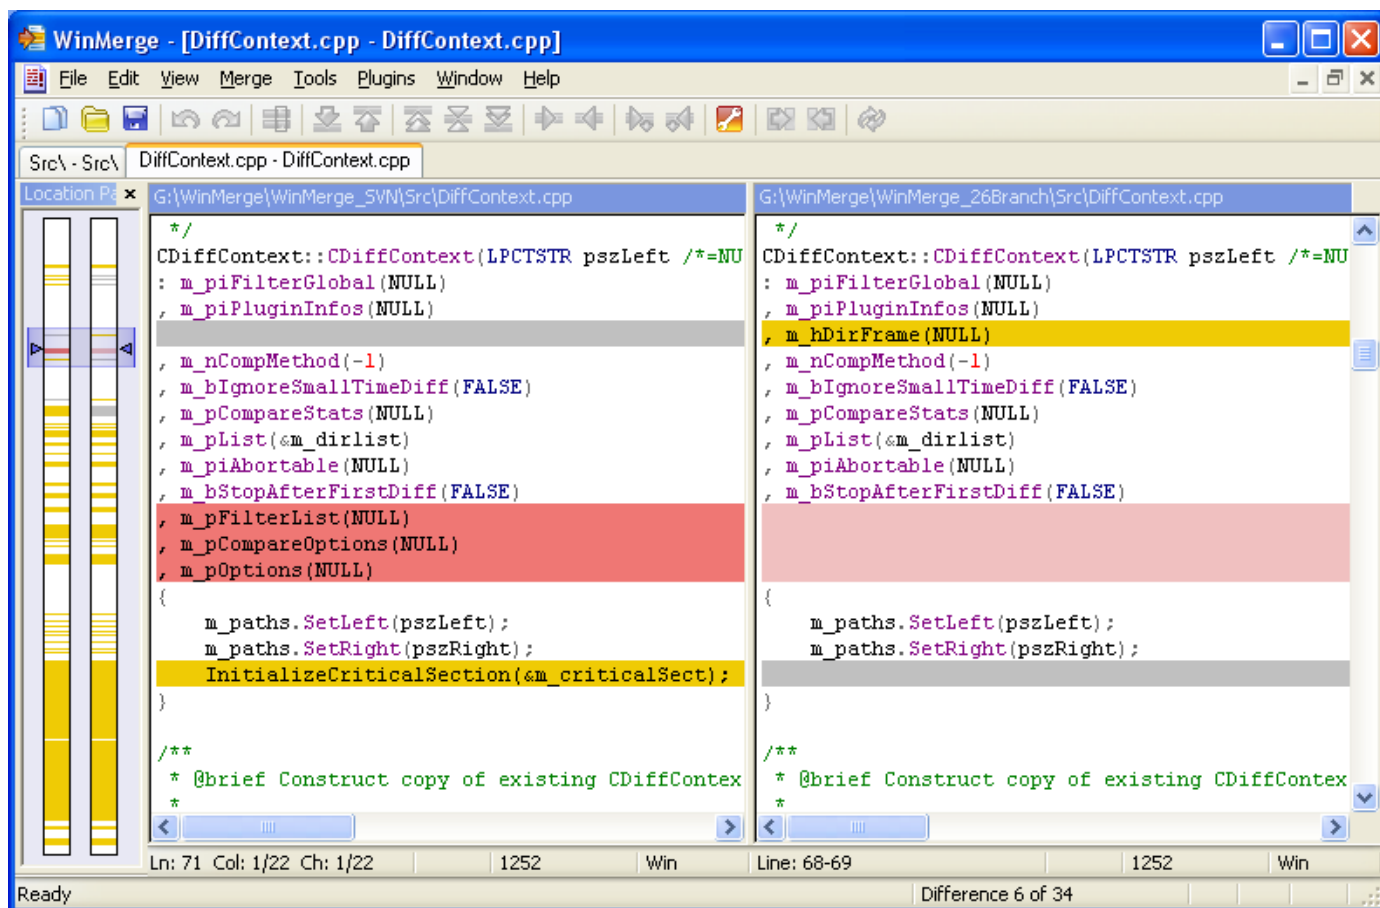 WinMerge - [DiffContext.cpp - DiffContext.cpp]
File Edit View Merge Tools Plugins Window Help
Src\ - Src\ DiffContext.cpp - DiffContext.cpp
Location Pa
G:\WinMerge\WinMerge_SVN\Src\DiffContext.cpp
*/
CDiffContext::CDiffContext(LPCTSTR pszLeft /*=NU
: m_piFilterGlobal(NULL)
, m_piPluginInfos(NULL)
, m_nCompMethod(-1)
, m_bIgnoreSmallTimeDiff(FALSE)
, m_pCompareStats(NULL)
, m_pList(&m_dirlist)
, m_piAbortable(NULL)
, m_bStopAfterFirstDiff(FALSE)
, m_pFilterList(NULL)
, m_pCompareOptions(NULL)
, m_pOptions(NULL)
{
    m_paths.SetLeft(pszLeft);
    m_paths.SetRight(pszRight);
    InitializeCriticalSection(&m_criticalSect);
}
/**
 * @brief Construct copy of existing CDiffContex
 *
G:\WinMerge\WinMerge_26Branch\Src\DiffContext.cpp
*/
CDiffContext::CDiffContext(LPCTSTR pszLeft /*=NU
: m_piFilterGlobal(NULL)
, m_piPluginInfos(NULL)
, m_hDirFrame(NULL)
, m_nCompMethod(-1)
, m_bIgnoreSmallTimeDiff(FALSE)
, m_pCompareStats(NULL)
, m_pList(&m_dirlist)
, m_piAbortable(NULL)
, m_bStopAfterFirstDiff(FALSE)
{
    m_paths.SetLeft(pszLeft);
    m_paths.SetRight(pszRight);
}
/**
 * @brief Construct copy of existing CDiffContex
 *
Ln: 71 Col: 1/22 Ch: 1/22 1252 Win
Line: 68-69 1252 Win
Ready Difference 6 of 34